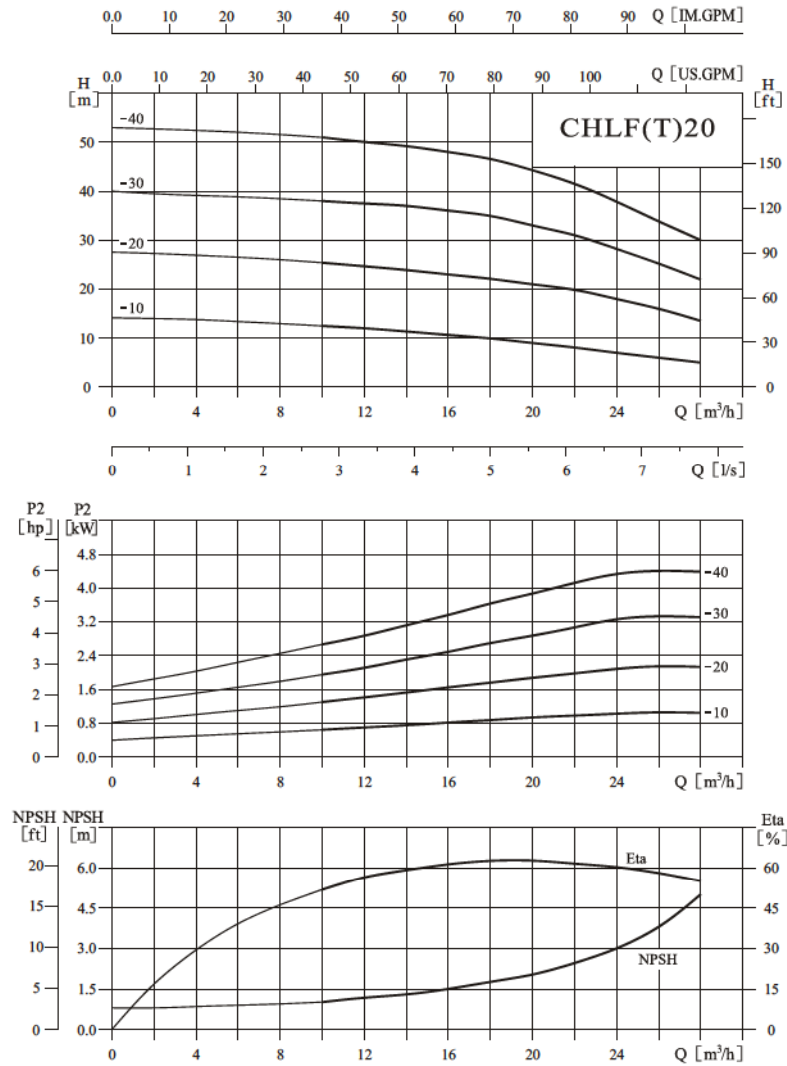 0.0 10 20 30 40 50 60 70 80 90 Q [IM.GPM]
0.0 10 20 30 40 50 60 70 80 90 100 Q [US.GPM]
H
[m]
H
[ft]
CHLF(T)20
-40
-30
-20
-10
50
40
30
20
10
0
150
120
90
60
30
0
0 4 8 12 16 20 24 Q [m³/h]
0 1 2 3 4 5 6 7 Q [l/s]
P2
[hp]
P2
[kW]
6
5
4
3
2
1
0
4.8
4.0
3.2
2.4
1.6
0.8
0.0
-40
-30
-20
-10
0 4 8 12 16 20 24 Q [m³/h]
NPSH
[ft]
NPSH
[m]
Eta
[%]
20
15
10
5
0
6.0
4.5
3.0
1.5
0.0
Eta
NPSH
60
45
30
15
0
0 4 8 12 16 20 24 Q [m³/h]